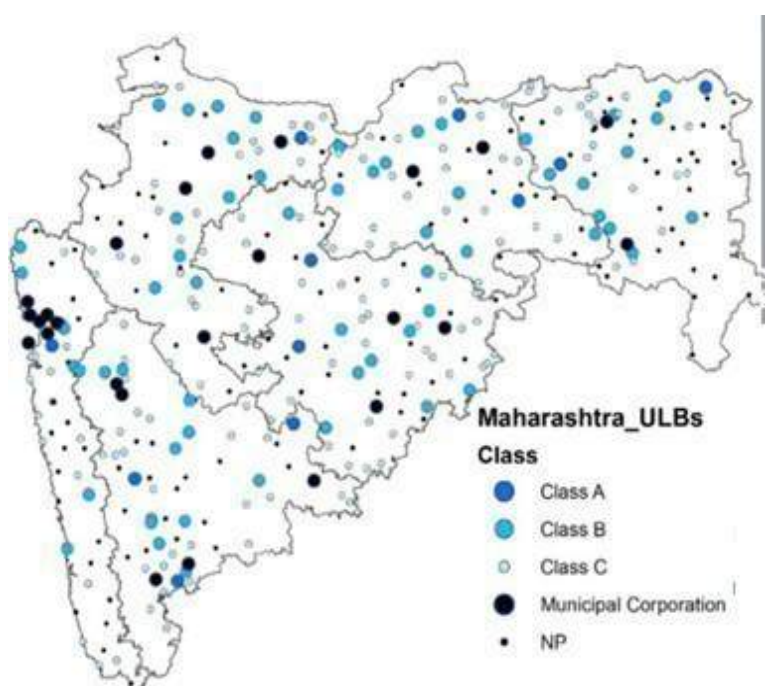 Maharashtra_ULBs
Class
Class A
Class B
Class C
Municipal Corporation
NP